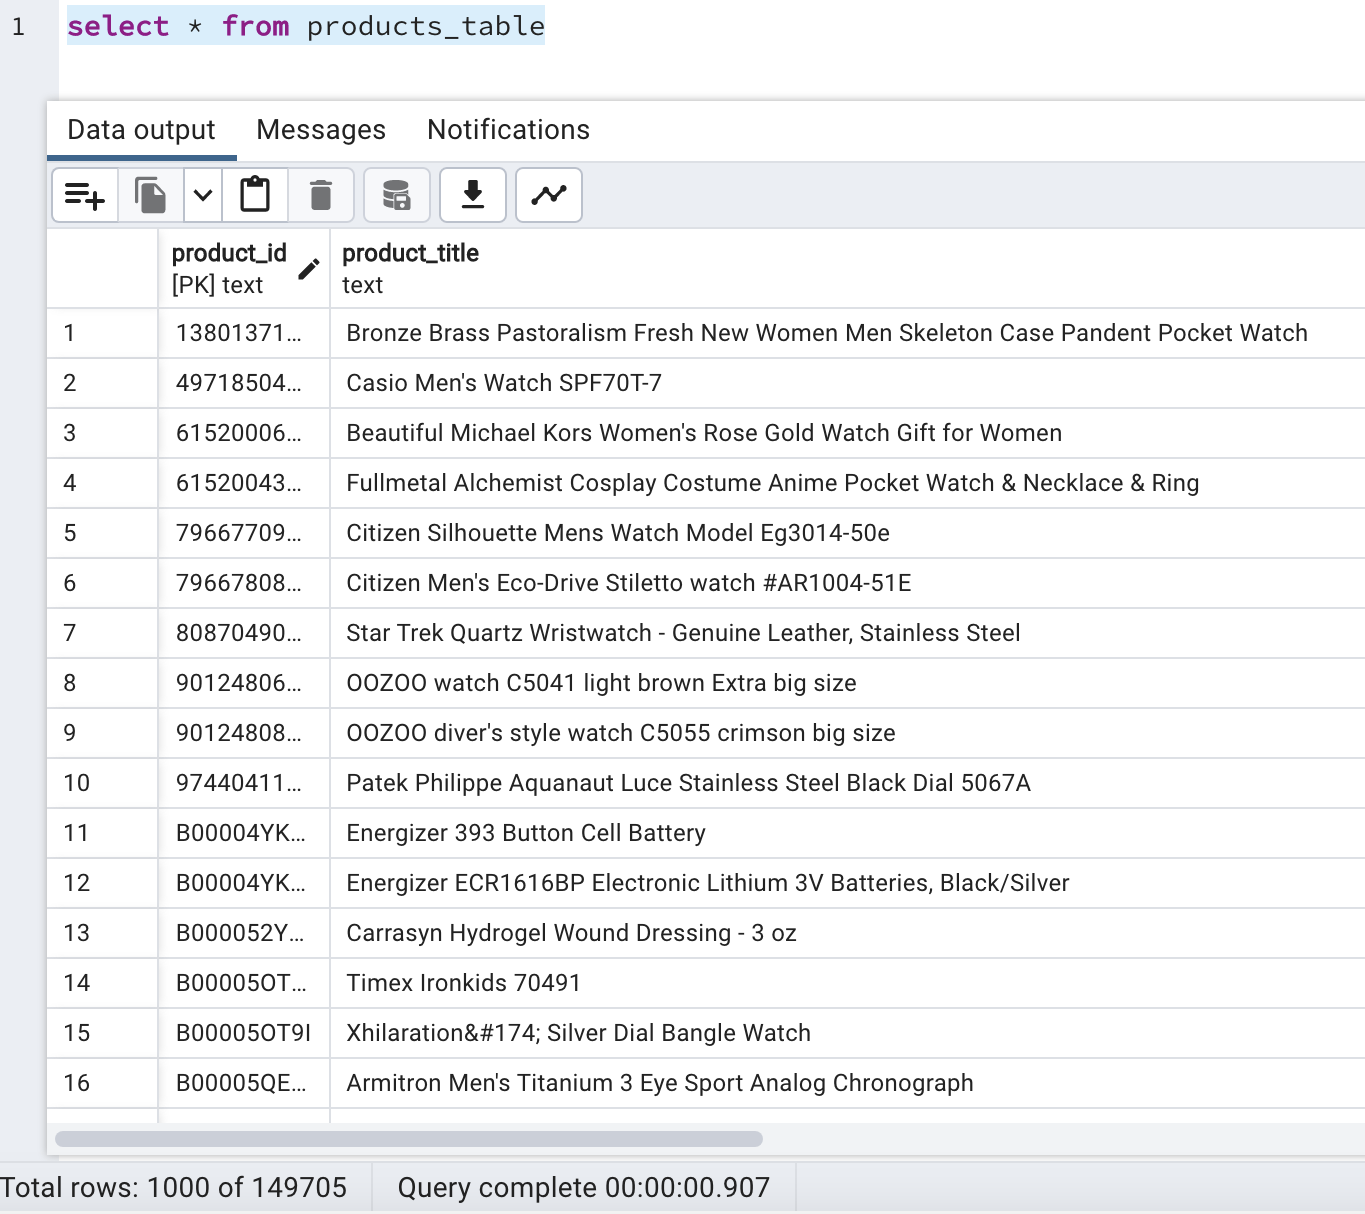 1 select * from products_table
Data output Messages Notifications
product_id product_title
[PK] text text
1 13801371... Bronze Brass Pastoralism Fresh New Women Men Skeleton Case Pandent Pocket Watch
2 49718504... Casio Men's Watch SPF70T-7
3 61520006... Beautiful Michael Kors Women's Rose Gold Watch Gift for Women
4 61520043... Fullmetal Alchemist Cosplay Costume Anime Pocket Watch & Necklace & Ring
5 79667709... Citizen Silhouette Mens Watch Model Eg3014-50e
6 79667808... Citizen Men's Eco-Drive Stiletto watch #AR1004-51E
7 80870490... Star Trek Quartz Wristwatch - Genuine Leather, Stainless Steel
8 90124806... OOZOO watch C5041 light brown Extra big size
9 90124808... OOZOO diver's style watch C5055 crimson big size
10 97440411... Patek Philippe Aquanaut Luce Stainless Steel Black Dial 5067A
11 B00004YK... Energizer 393 Button Cell Battery
12 B00004YK... Energizer ECR1616BP Electronic Lithium 3V Batteries, Black/Silver
13 B000052Y... Carrasyn Hydrogel Wound Dressing - 3 oz
14 B00005OT... Timex Ironkids 70491
15 B00005OT9I Xhilaration&#174; Silver Dial Bangle Watch
16 B00005QE... Armitron Men's Titanium 3 Eye Sport Analog Chronograph
Total rows: 1000 of 149705 Query complete 00:00:00.907